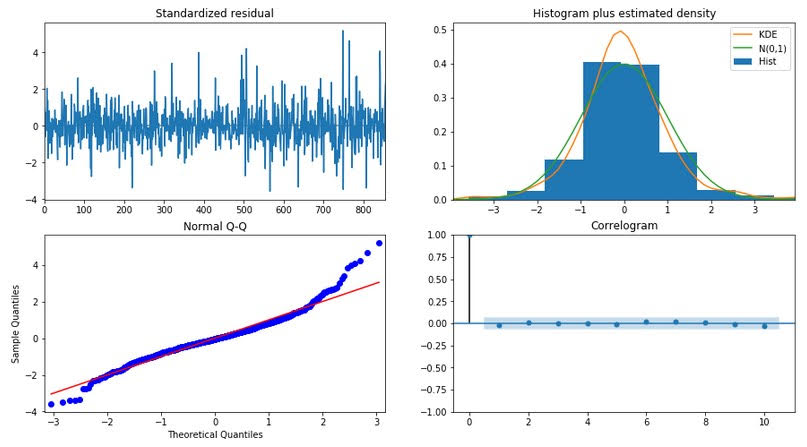 Standardized residual
4
2
0
−2
−4
0 100 200 300 400 500 600 700 800
Histogram plus estimated density
KDE
N(0,1)
Hist
0.5
0.4
0.3
0.2
0.1
0.0
−3 −2 −1 0 1 2 3
Normal Q-Q
Sample Quantiles
4
2
0
−2
−4
−3 −2 −1 0 1 2 3
Theoretical Quantiles
Correlogram
1.00
0.75
0.50
0.25
0.00
−0.25
−0.50
−0.75
−1.00
0 2 4 6 8 10